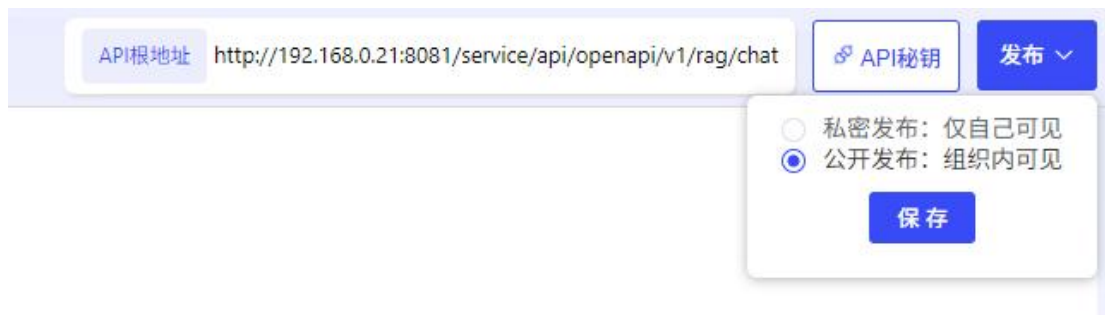 API根地址 http://192.168.0.21:8081/service/api/openapi/v1/rag/chat API秘钥 发布
私密发布：仅自己可见
公开发布：组织内可见
保存